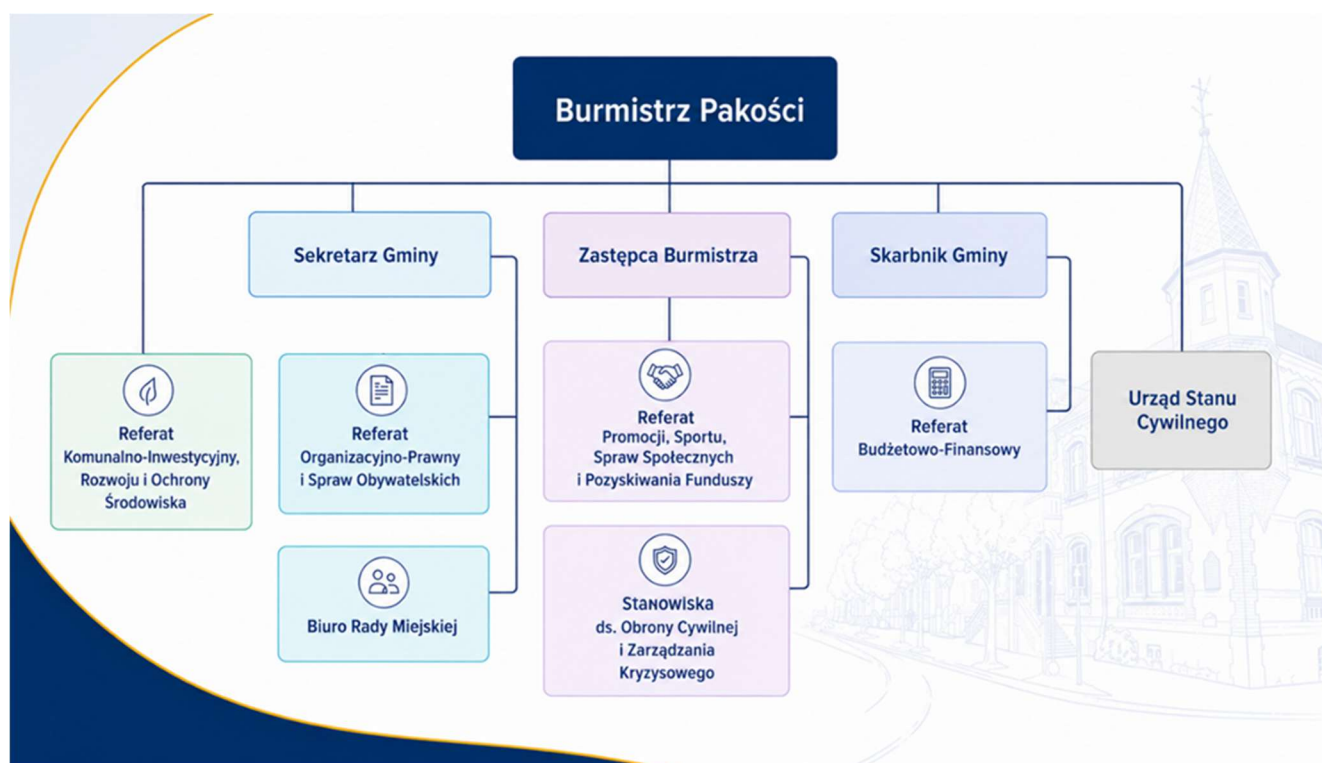 Burmistrz Pakości
Sekretarz Gminy
Zastępca Burmistrza
Skarbnik Gminy
Referat
Komunalno-Inwestycyjny,
Rozwoju i Ochrony
Środowiska
Referat
Organizacyjno-Prawny
i Spraw Obywatelskich
Referat
Promocji, Sportu,
Spraw Społecznych
i Pozyskiwania Funduszy
Referat
Budżetowo-Finansowy
Urząd Stanu
Cywilnego
Biuro Rady Miejskiej
Stanowiska
ds. Obrony Cywilnej
i Zarządzania
Kryzysowego